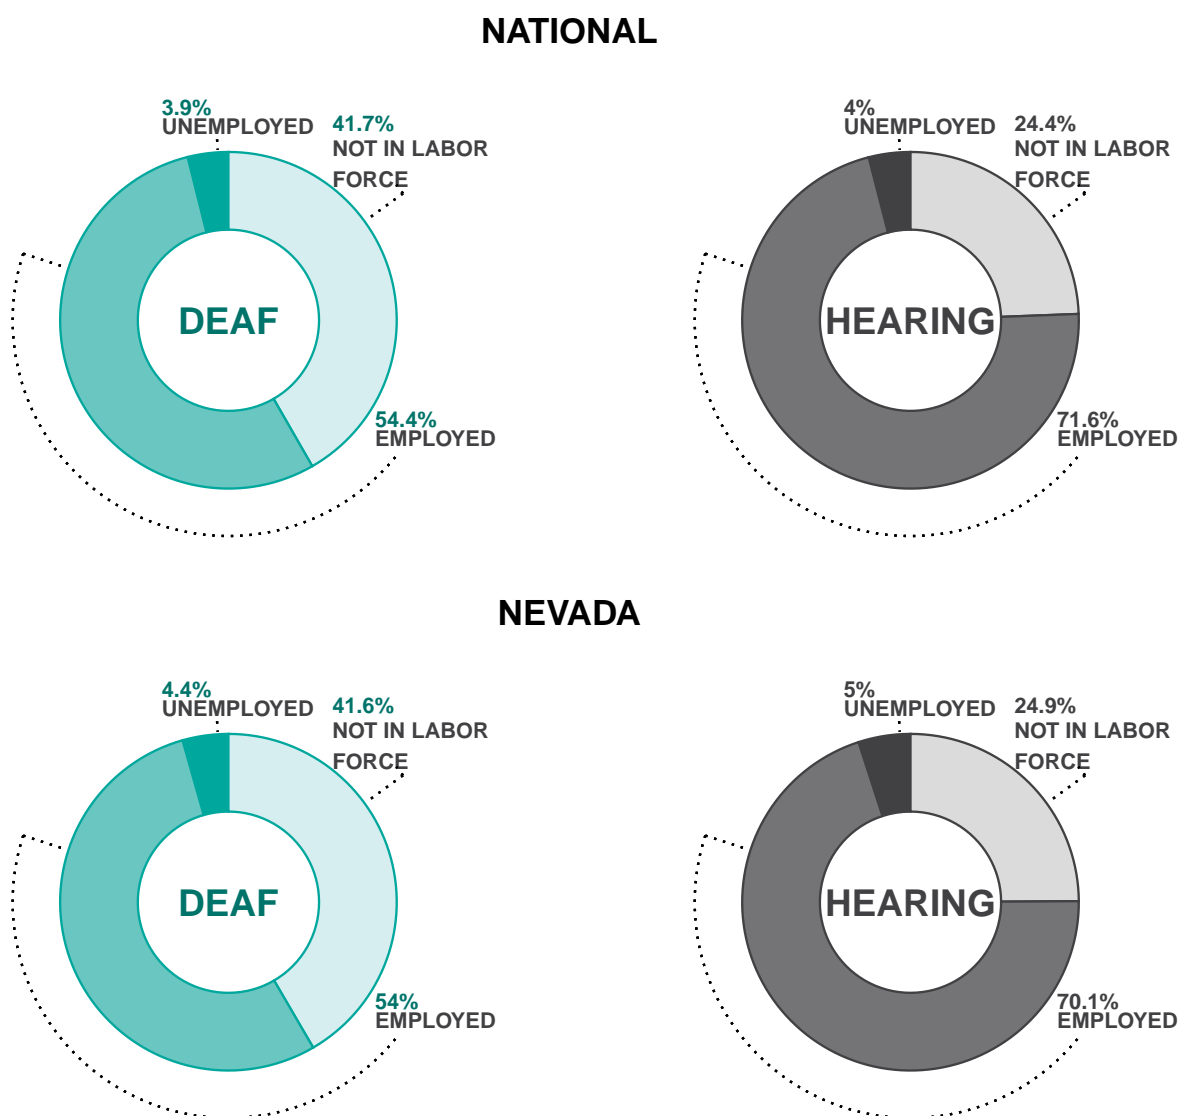 NATIONAL
3.9%
UNEMPLOYED
41.7%
NOT IN LABOR
FORCE
DEAF
54.4%
EMPLOYED
4%
UNEMPLOYED
24.4%
NOT IN LABOR
FORCE
HEARING
71.6%
EMPLOYED
NEVADA
4.4%
UNEMPLOYED
41.6%
NOT IN LABOR
FORCE
DEAF
54%
EMPLOYED
5%
UNEMPLOYED
24.9%
NOT IN LABOR
FORCE
HEARING
70.1%
EMPLOYED